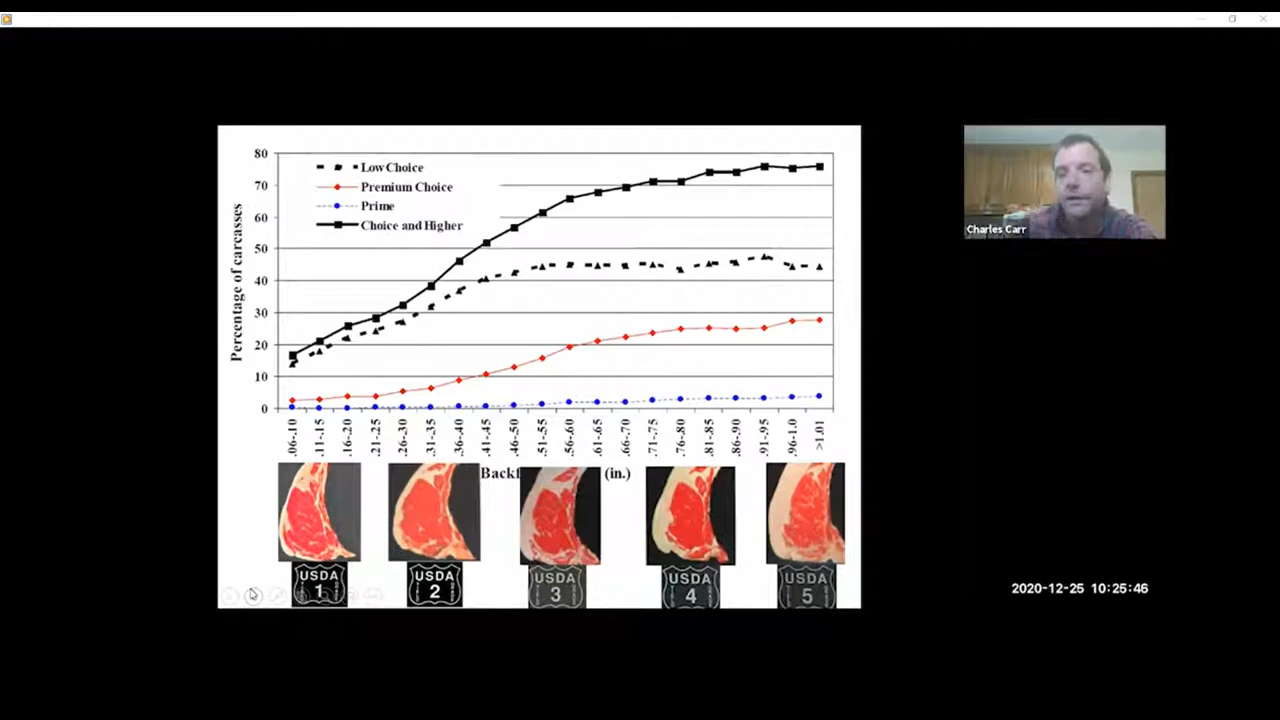 80
70
60
50
40
30
20
10
0
Percentage of carcasses
Low Choice
Premium Choice
Prime
Choice and Higher
.06-.10
.11-.15
.16-.20
.21-.25
.26-.30
.31-.35
.36-.40
.41-.45
.46-.50
.51-.55
.56-.60
.61-.65
.66-.70
.71-.75
.76-.80
.81-.85
.86-.90
.91-.95
.96-1.0
>1.01
Backf (in.)
USDA
1
USDA
2
USDA
3
USDA
4
USDA
5
Charles Carr
2020-12-25 10:25:46